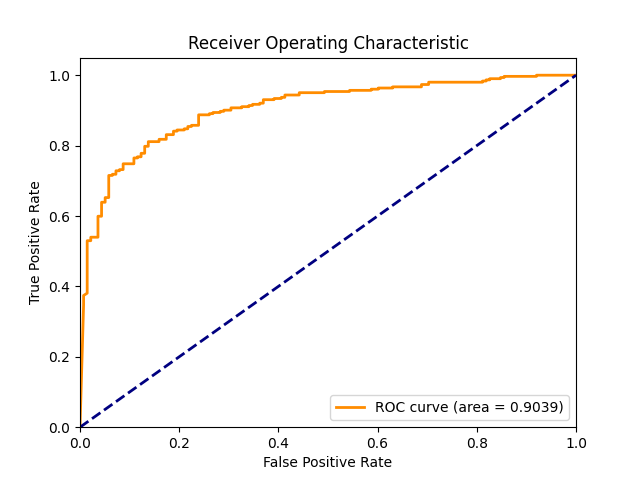 Receiver Operating Characteristic
1.0
0.8
0.6
0.4
0.2
0.0
True Positive Rate
ROC curve (area = 0.9039)
0.0 0.2 0.4 0.6 0.8 1.0
False Positive Rate